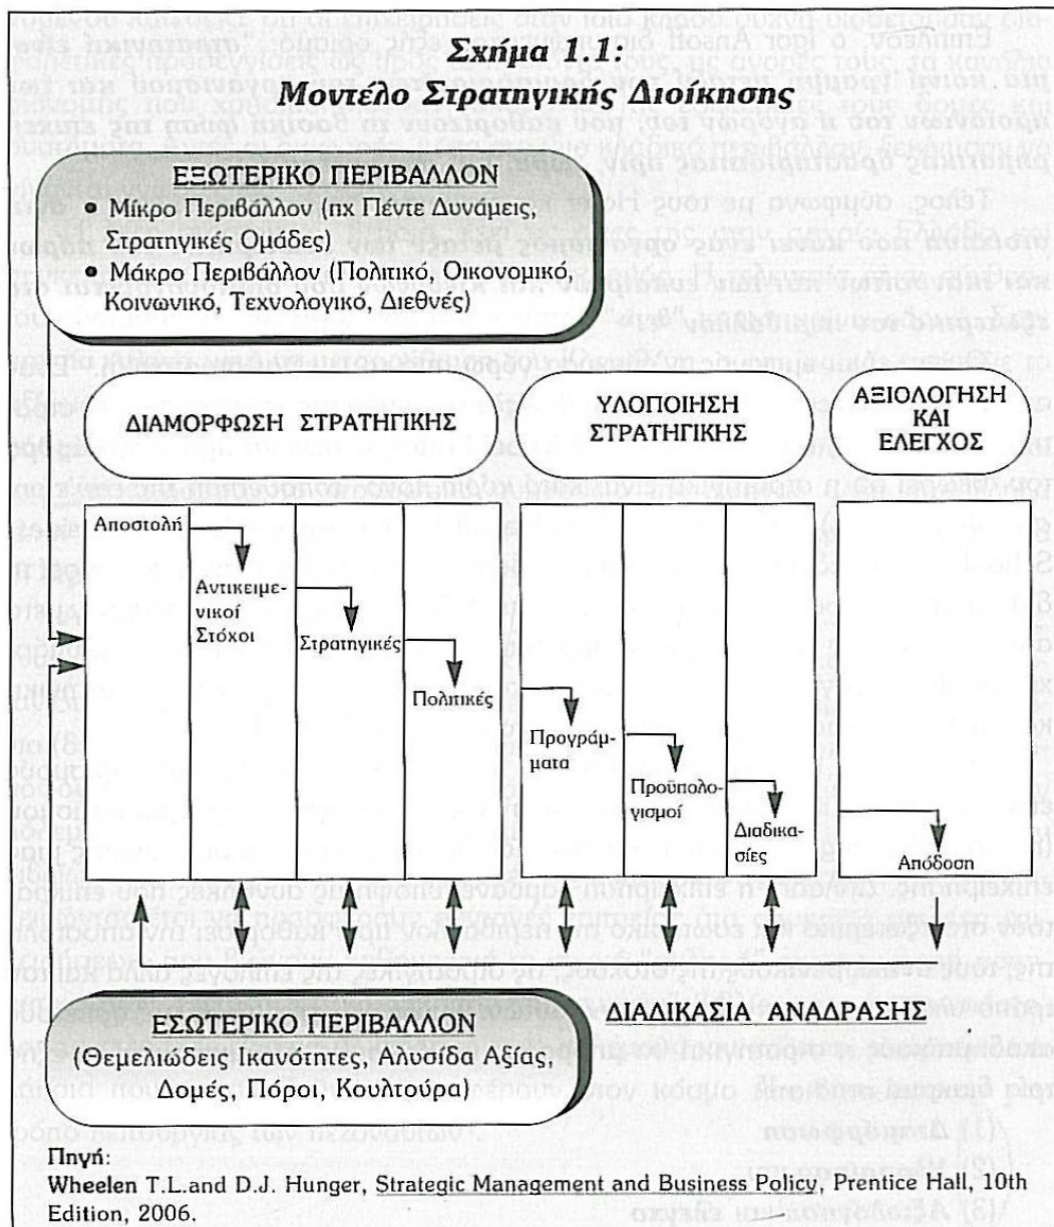 Σχήμα 1.1:
Μοντέλο Στρατηγικής Διοίκησης
ΕΞΩΤΕΡΙΚΟ ΠΕΡΙΒΑΛΛΟΝ
• Μίκρο Περιβάλλον (πχ Πέντε Δυνάμεις,
Στρατηγικές Ομάδες)
• Μάκρο Περιβάλλον (Πολιτικό, Οικονομικό,
Κοινωνικό, Τεχνολογικό, Διεθνές)
ΔΙΑΜΟΡΦΩΣΗ ΣΤΡΑΤΗΓΙΚΗΣ
ΥΛΟΠΟΙΗΣΗ
ΣΤΡΑΤΗΓΙΚΗΣ
ΑΞΙΟΛΟΓΗΣΗ
ΚΑΙ
ΕΛΕΓΧΟΣ
Αποστολή
Αντικειμε-
νικοί
Στόχοι
Στρατηγικές
Πολιτικές
Προγράμ-
ματα
Προϋπολο-
γισμοί
Διαδικα-
σίες
Απόδοση
ΕΣΩΤΕΡΙΚΟ ΠΕΡΙΒΑΛΛΟΝ
(Θεμελιώδεις Ικανότητες, Αλυσίδα Αξίας,
Δομές, Πόροι, Κουλτούρα)
ΔΙΑΔΙΚΑΣΙΑ ΑΝΑΔΡΑΣΗΣ
Πηγή:
Wheelen T.L.and D.J. Hunger, Strategic Management and Business Policy, Prentice Hall, 10th
Edition, 2006.